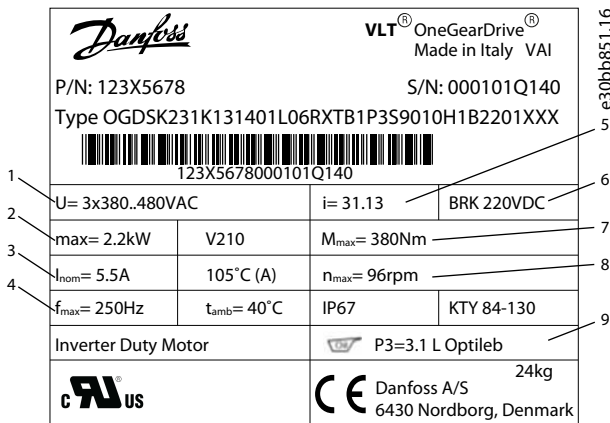 Danfoss
VLT® OneGearDrive®
Made in Italy VAI
P/N: 123X5678
S/N: 000101Q140
Type OGDSK231K131401L06RXTB1P3S9010H1B2201XXX
123X5678000101Q140
U= 3x380..480VAC
i= 31.13
BRK 220VDC
max= 2.2kW
V210
Mmax= 380Nm
Inom= 5.5A
105˚C (A)
nmax= 96rpm
fmax= 250Hz
tamb= 40˚C
IP67
KTY 84-130
Inverter Duty Motor
Oil
P3=3.1 L Optileb
c RU® US
CE
24kg
Danfoss A/S
6430 Nordborg, Denmark
1
2
3
4
5
6
7
8
9
e30bb851.16